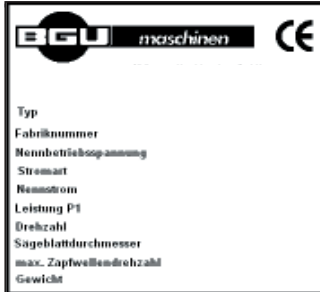 BGU maschinen CE
Typ
Fabriknummer
Nennbetriebsspannung
Stromart
Nennstrom
Leistung P1
Drehzahl
Sägeblattdurchmesser
max. Zapfwellendrehzahl
Gewicht